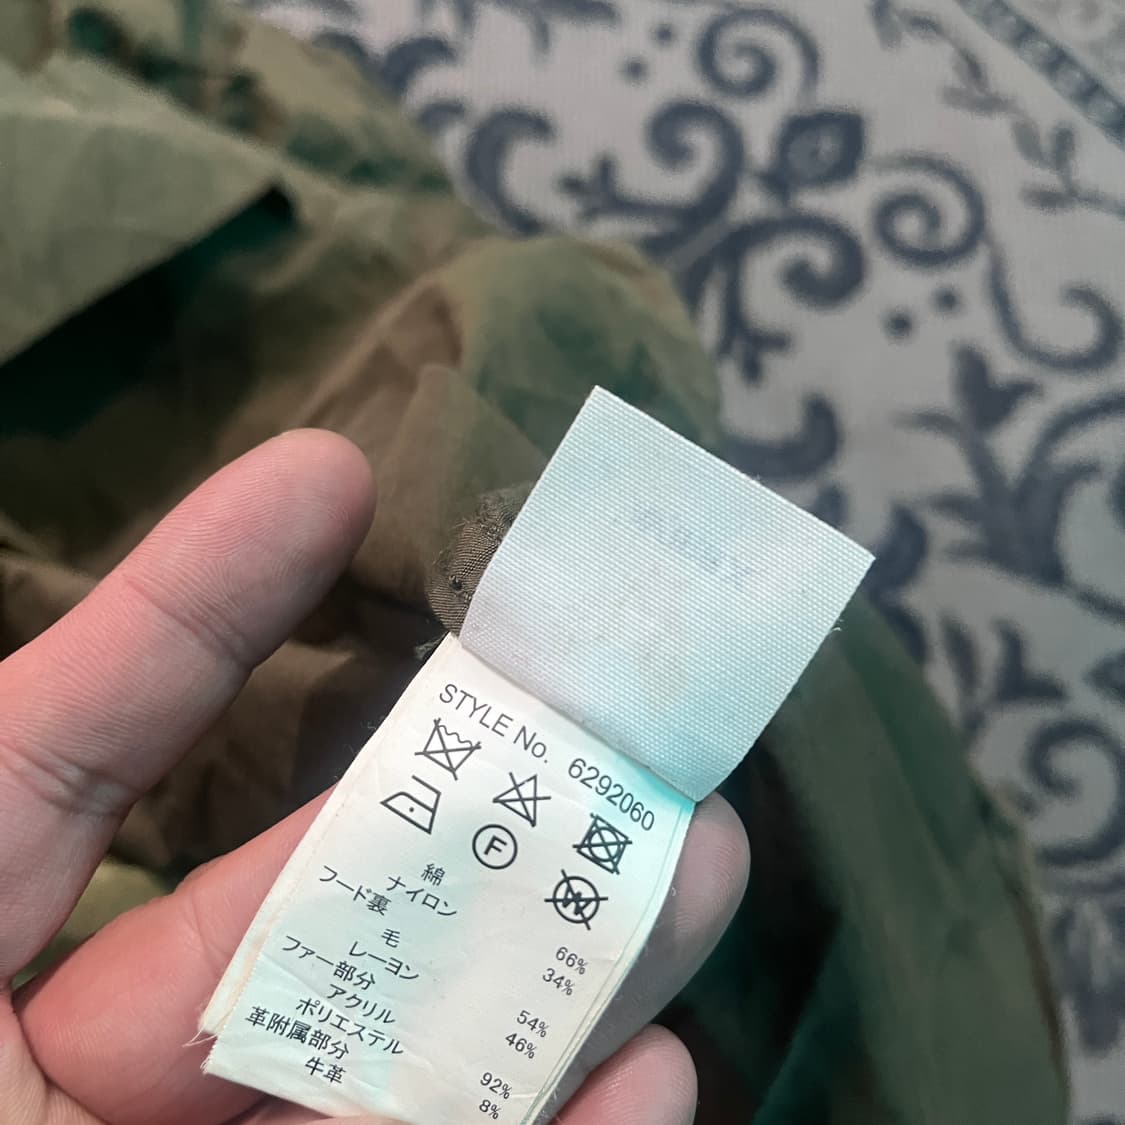 STYLE No. 6292060
F
W
綿 66%
ナイロン 34%
フード裏
毛 54%
レーヨン 46%
ファー部分
アクリル 92%
ポリエステル 8%
革附属部分
牛革